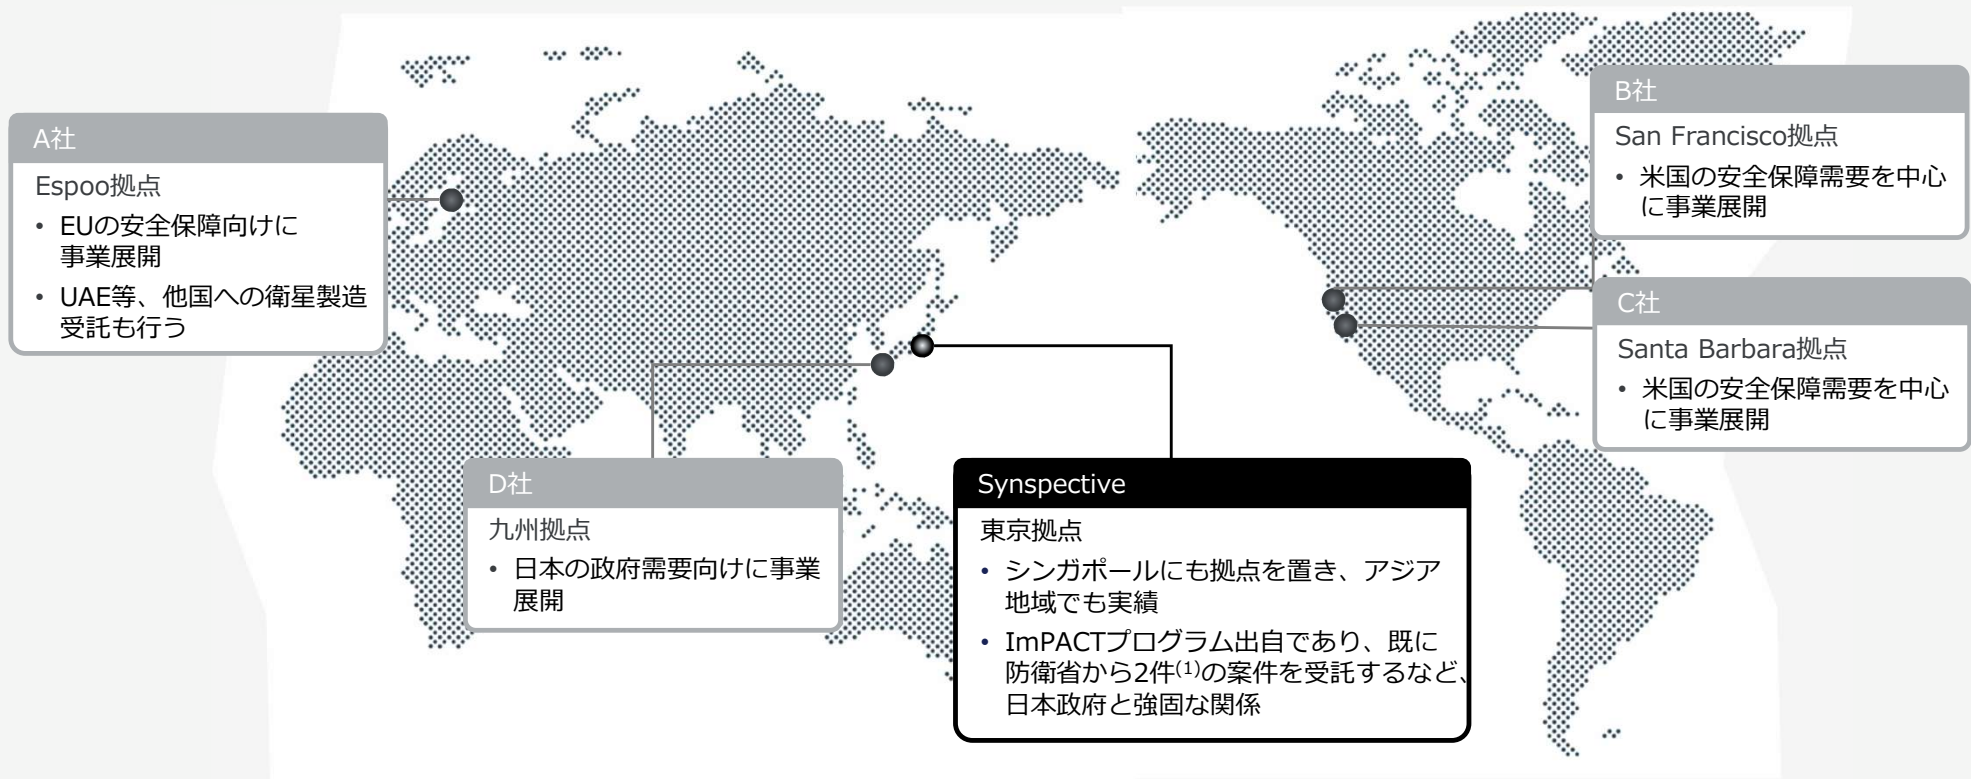 A社
Espoo拠点
• EUの安全保障向けに
事業展開
• UAE等、他国への衛星製造
受託も行う
B社
San Francisco拠点
• 米国の安全保障需要を中心
に事業展開
C社
Santa Barbara拠点
• 米国の安全保障需要を中心
に事業展開
D社
九州拠点
• 日本の政府需要向けに事業
展開
Synspective
東京拠点
• シンガポールにも拠点を置き、アジア
地域でも実績
• ImPACTプログラム出自であり、既に
防衛省から2件(1)の案件を受託するなど、
日本政府と強固な関係